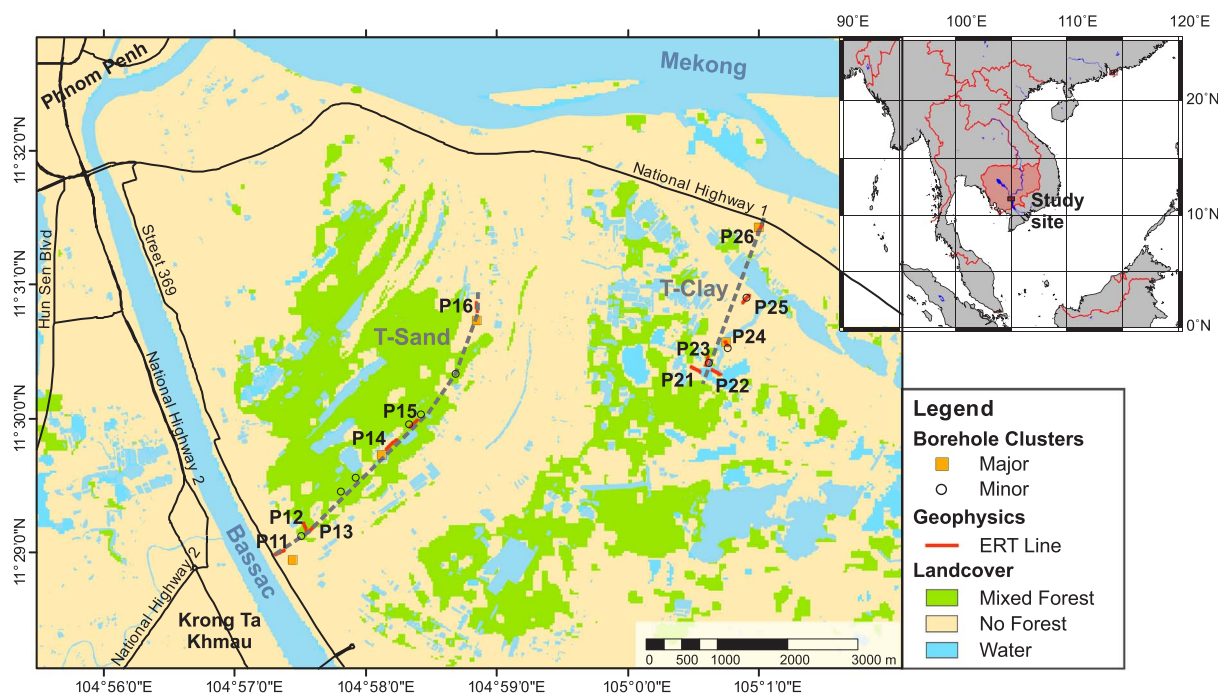 90˚E
100˚E
110˚E
120˚E
Phnom Penh
Mekong
20˚N
11˚32'0"N
National Highway 1
Study
site
10˚N
P26
Hun Sen Blvd
Street 369
11˚31'0"N
T-Clay
P16
P25
0˚N
T-Sand
P24
P23
P21
P22
National Highway 2
11˚30'0"N
P15
P14
Legend
Borehole Clusters
Major
Minor
P12
P13
P11
Geophysics
ERT Line
11˚29'0"N
Bassac
Landcover
Mixed Forest
No Forest
Water
National Highway 2
Krong Ta
Khmau
0 500 1000 2000 3000 m
104˚56'0"E
104˚57'0"E
104˚58'0"E
104˚59'0"E
105˚0'0"E
105˚1'0"E